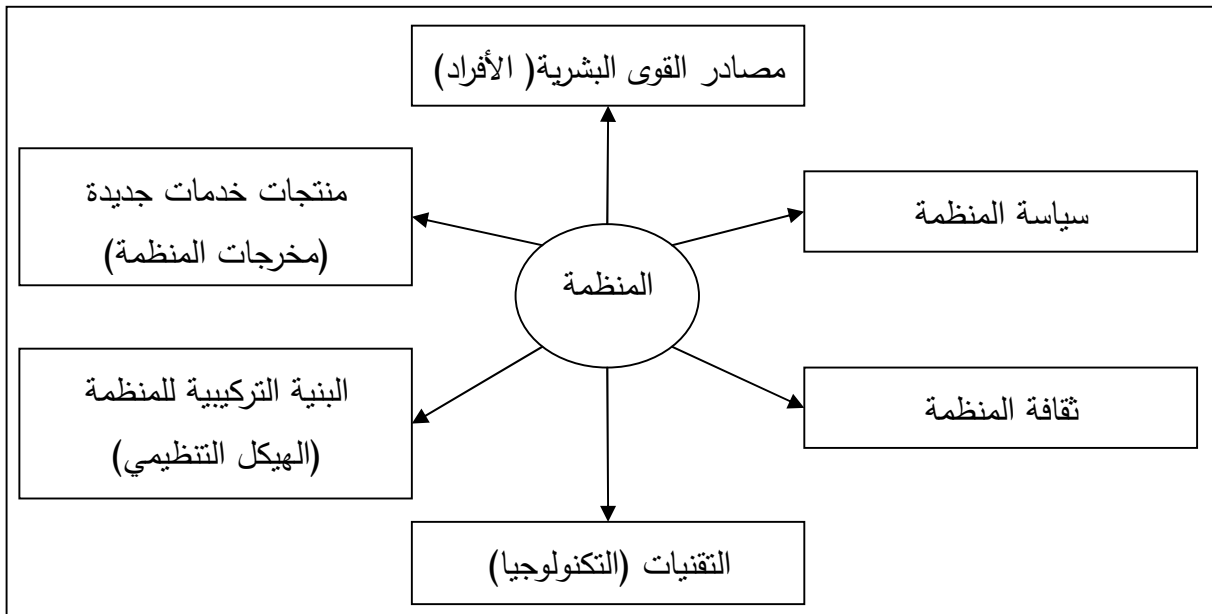 مصادر القوى البشرية( الأفراد)
سياسة المنظمة
منتجات خدمات جديدة
(مخرجات المنظمة)
المنظمة
ثقافة المنظمة
البنية التركيبية للمنظمة
(الهيكل التنظيمي)
التقنيات (التكنولوجيا)